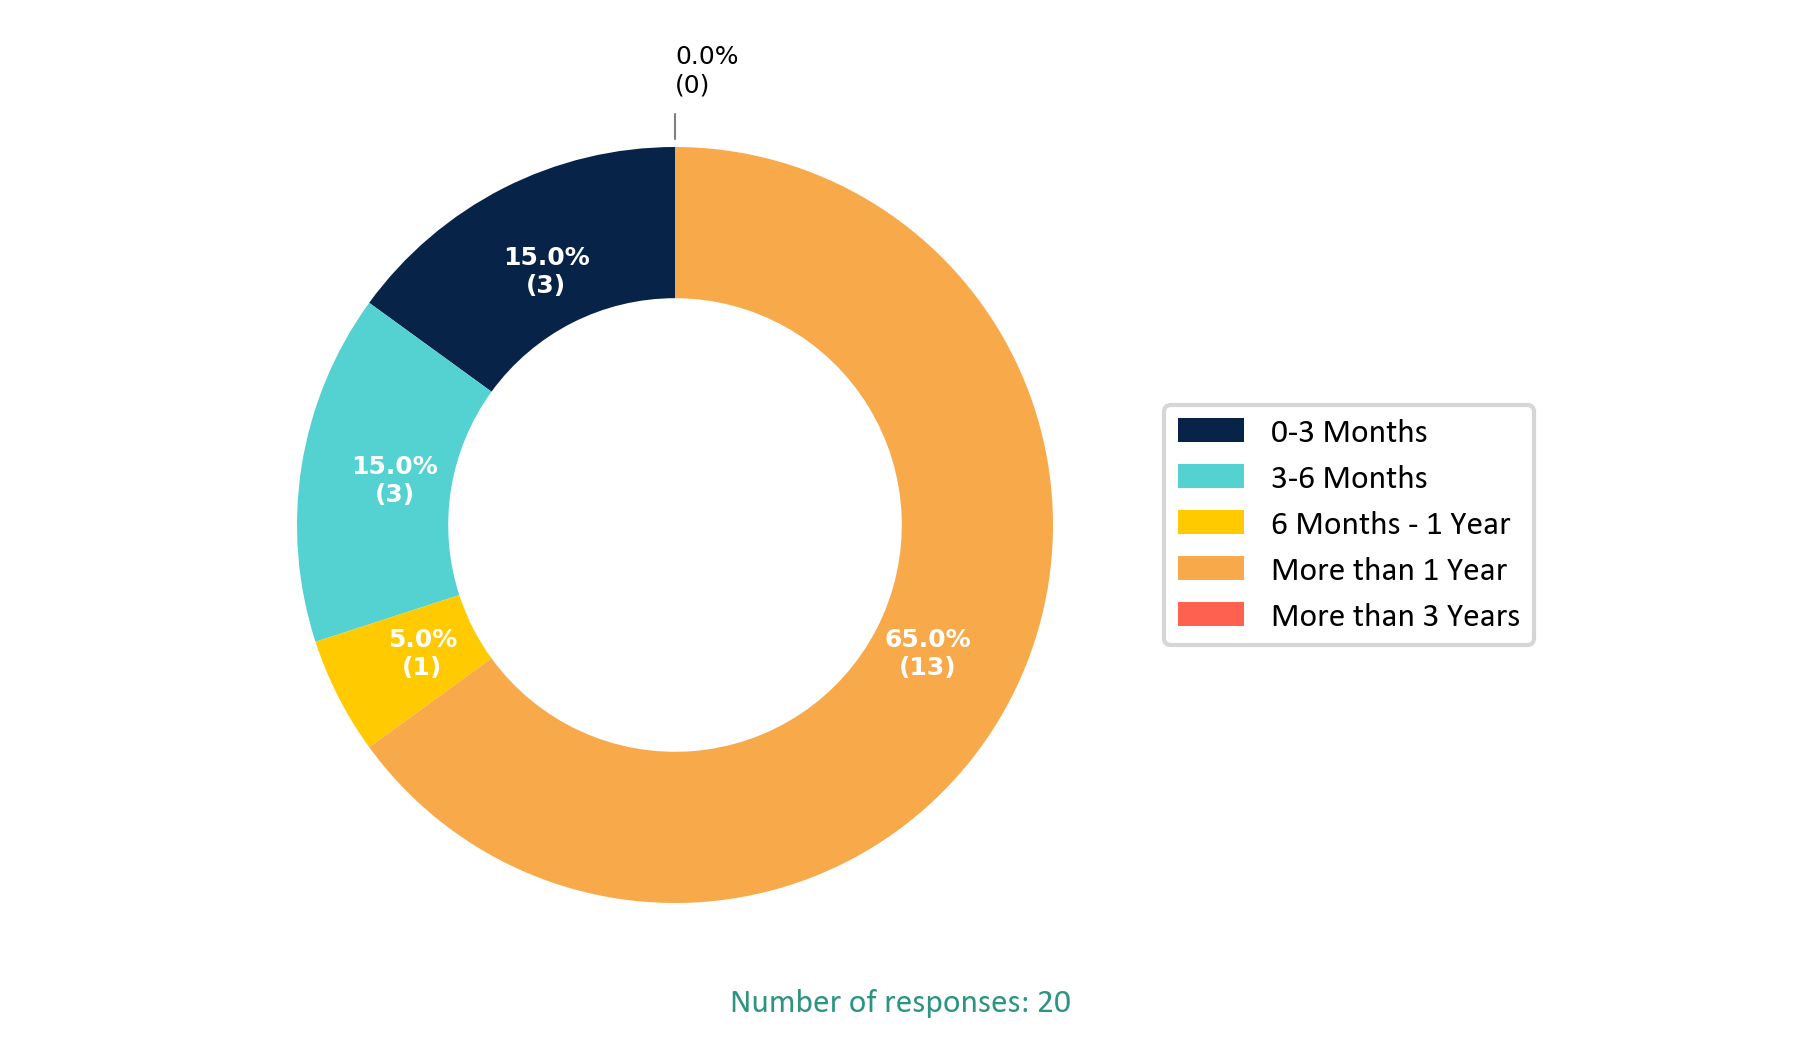 0.0%
(0)
15.0%
(3)
15.0%
(3)
5.0%
(1)
65.0%
(13)
0-3 Months
3-6 Months
6 Months - 1 Year
More than 1 Year
More than 3 Years
Number of responses: 20